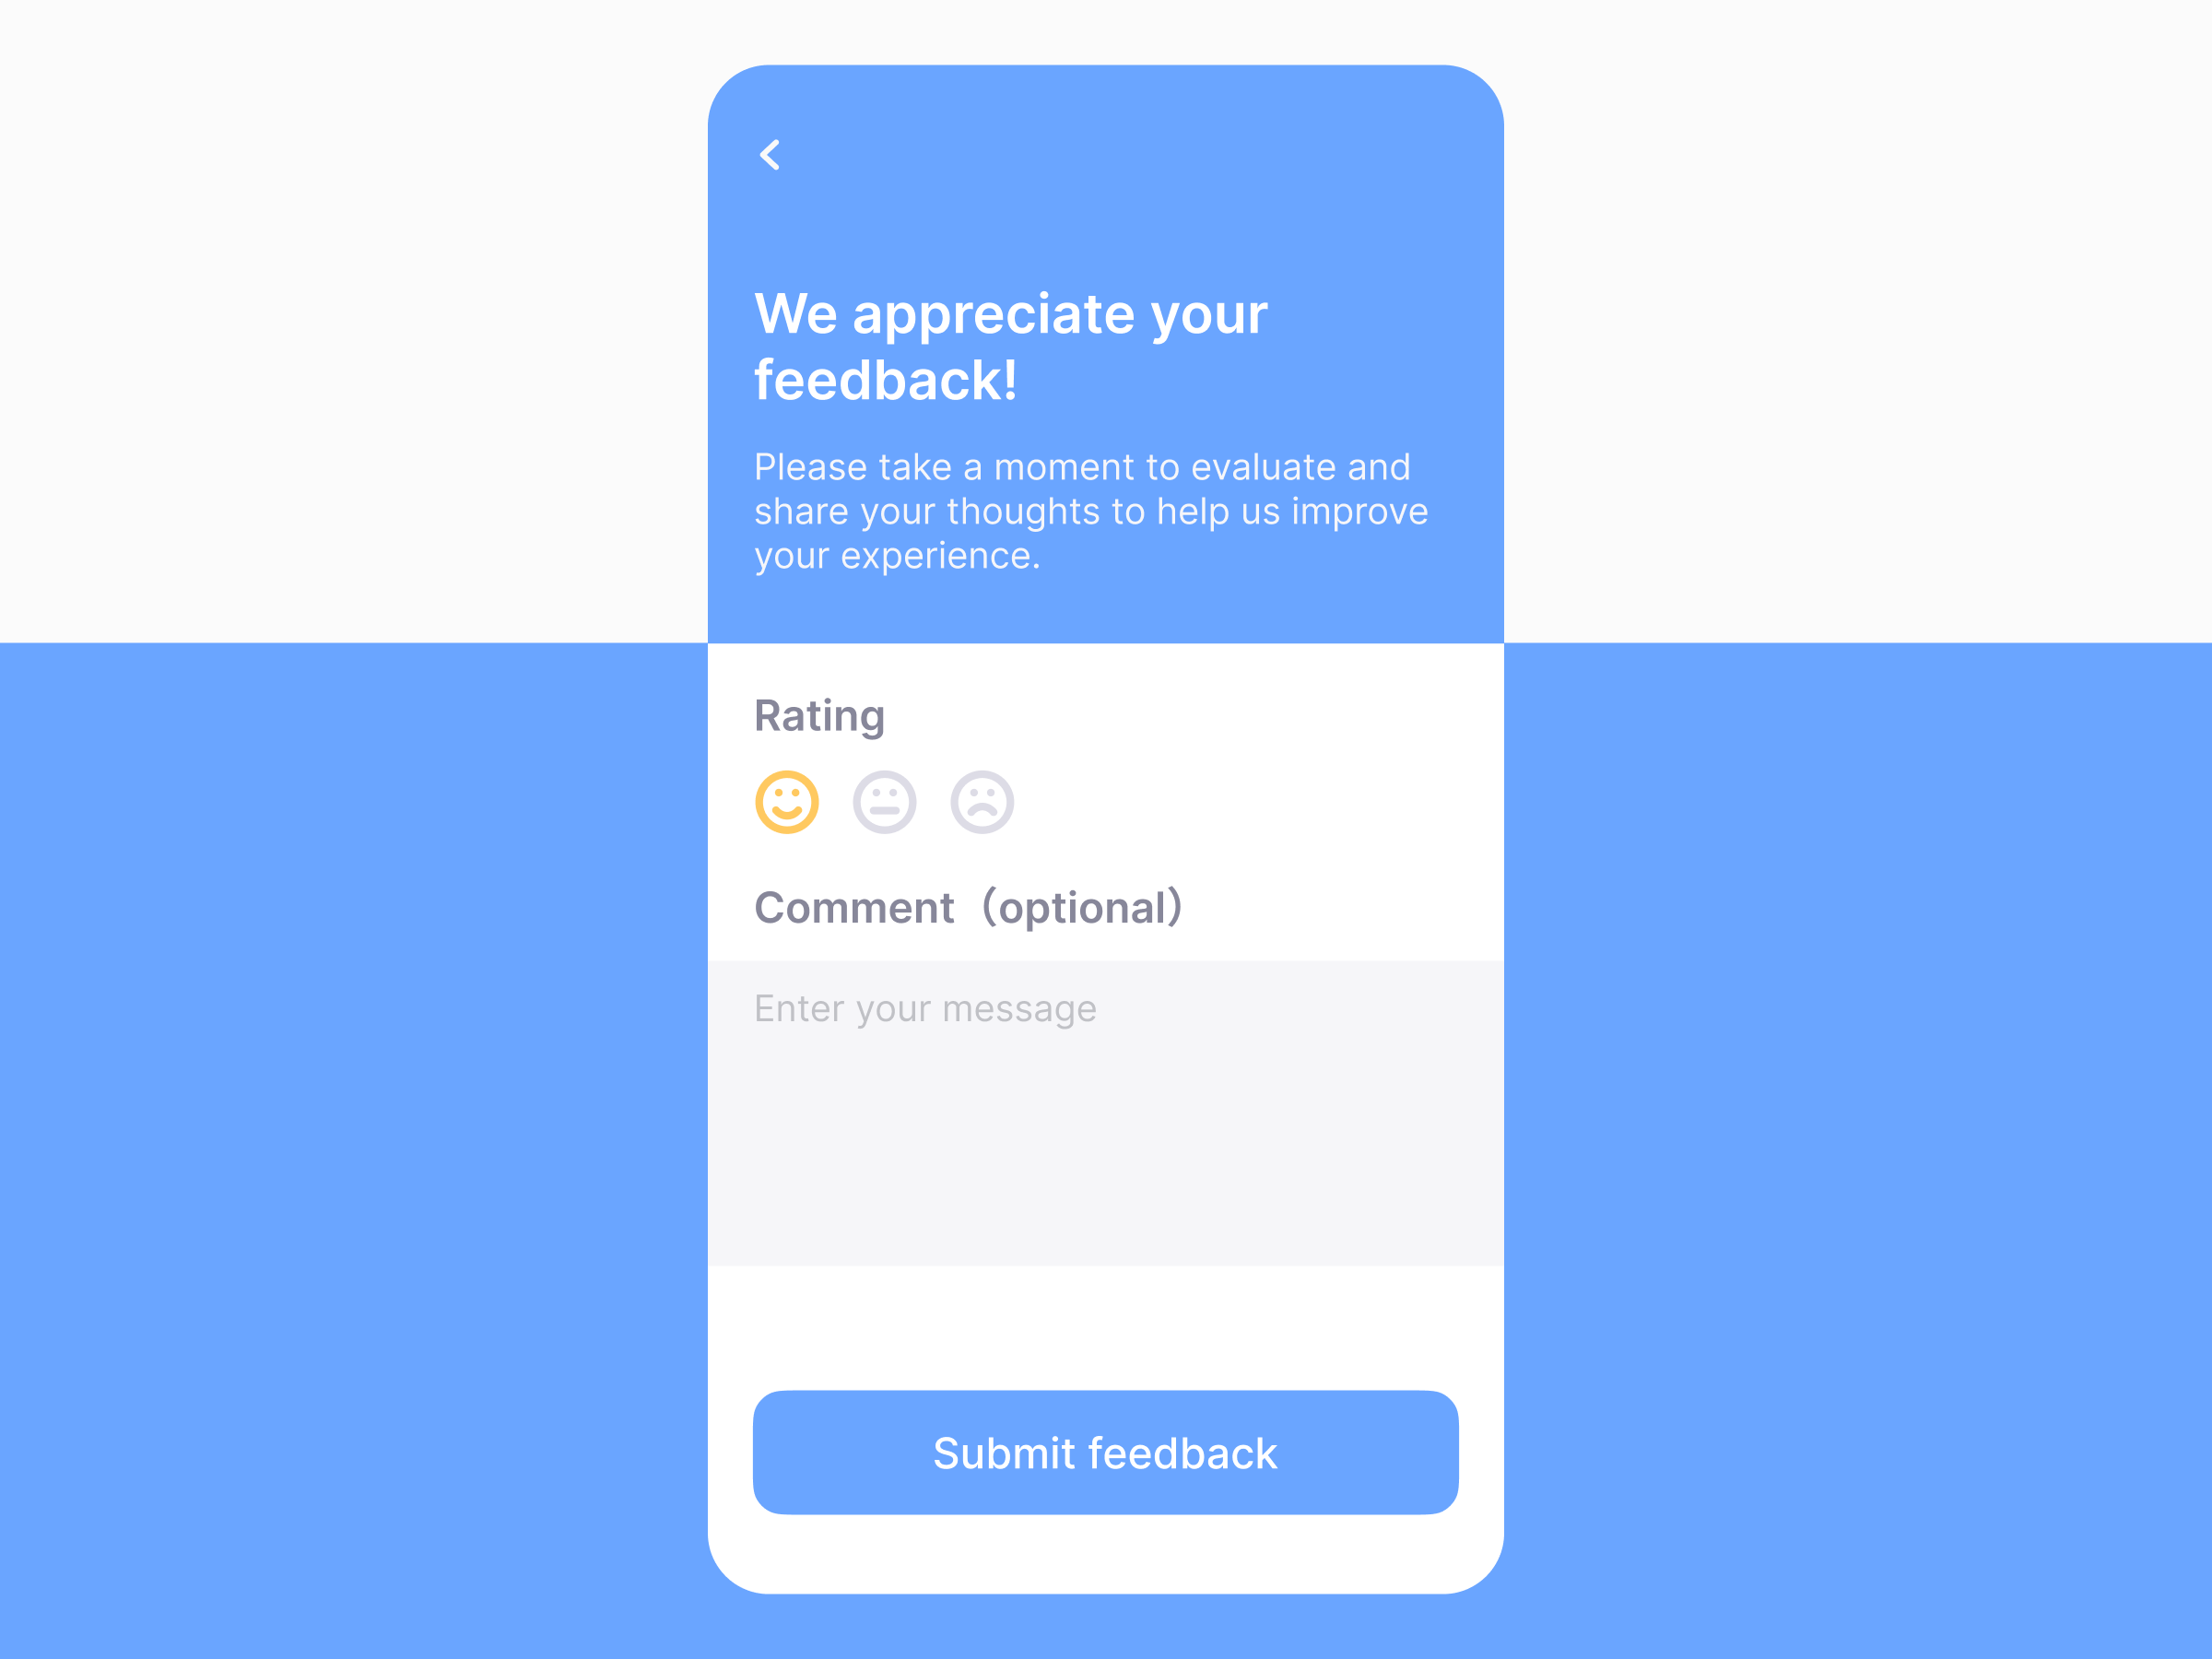 We appreciate your
feedback!
Please take a moment to evaluate and
share your thoughts to help us improve
your experience.
Rating
Comment (optional)
Enter your message
Submit feedback